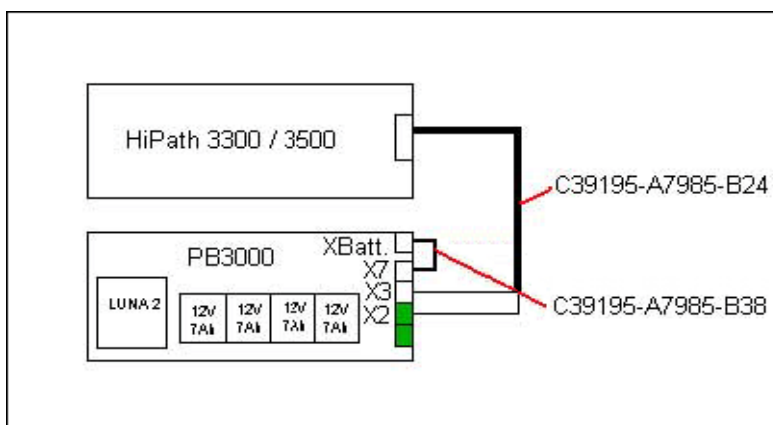 HiPath 3300 / 3500
C39195-A7985-B24
PB3000
XBatt.
X7
X3
X2
LUNA 2
12V 7Ah
12V 7Ah
12V 7Ah
12V 7Ah
C39195-A7985-B38